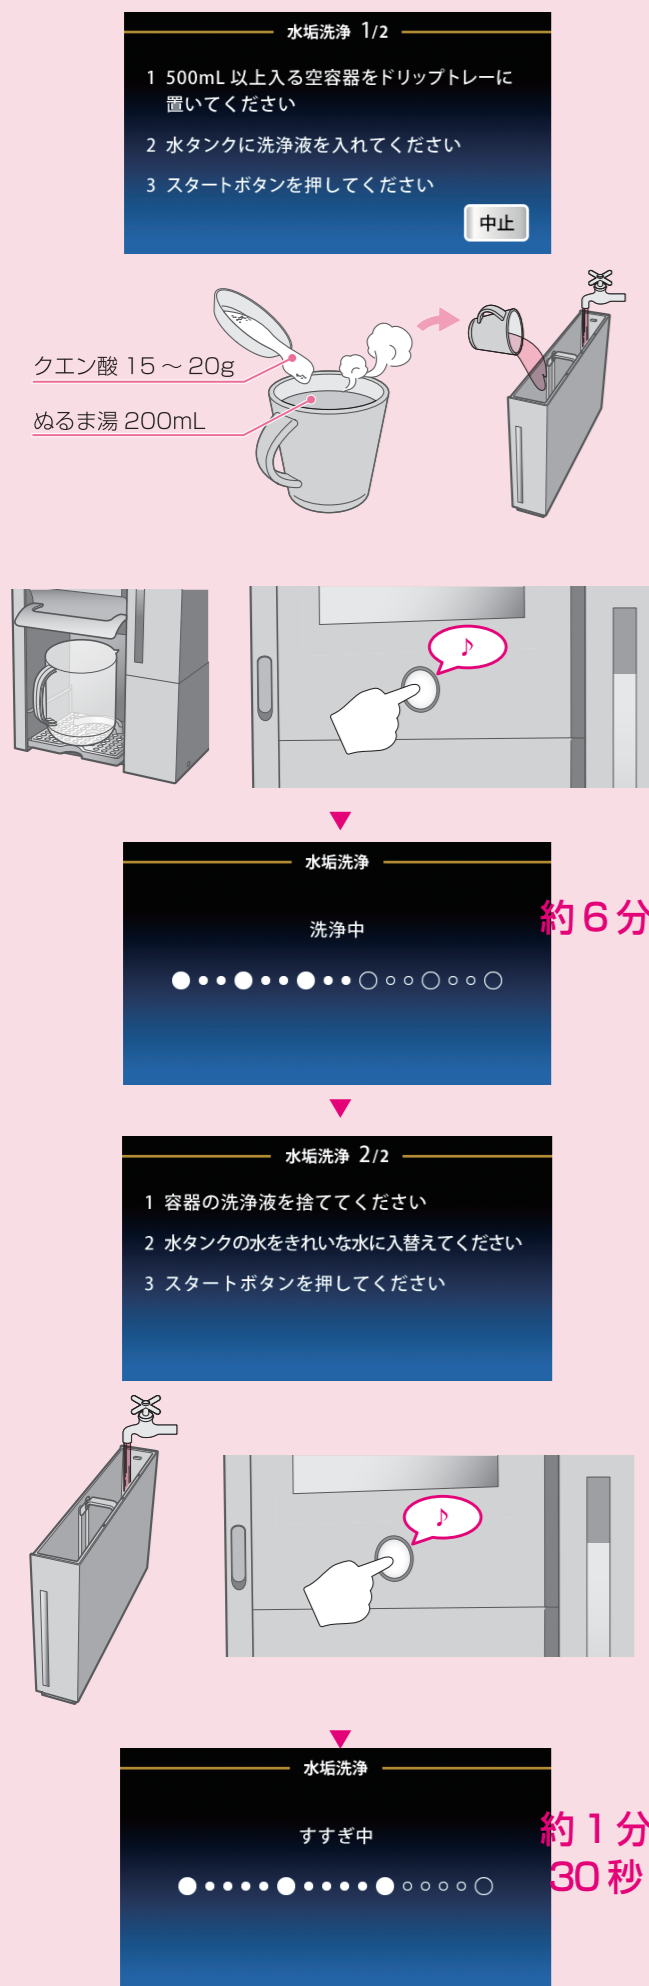 水垢洗浄 1/2
1 500mL 以上入る空容器をドリップトレーに
置いてください
2 水タンクに洗浄液を入れてください
3 スタートボタンを押してください
中止
クエン酸 15 ～ 20g
ぬるま湯 200mL
♪
水垢洗浄
洗浄中
約 6 分
水垢洗浄 2/2
1 容器の洗浄液を捨ててください
2 水タンクの水をきれいな水に入替えてください
3 スタートボタンを押してください
♪
水垢洗浄
すすぎ中
約 1 分
30 秒